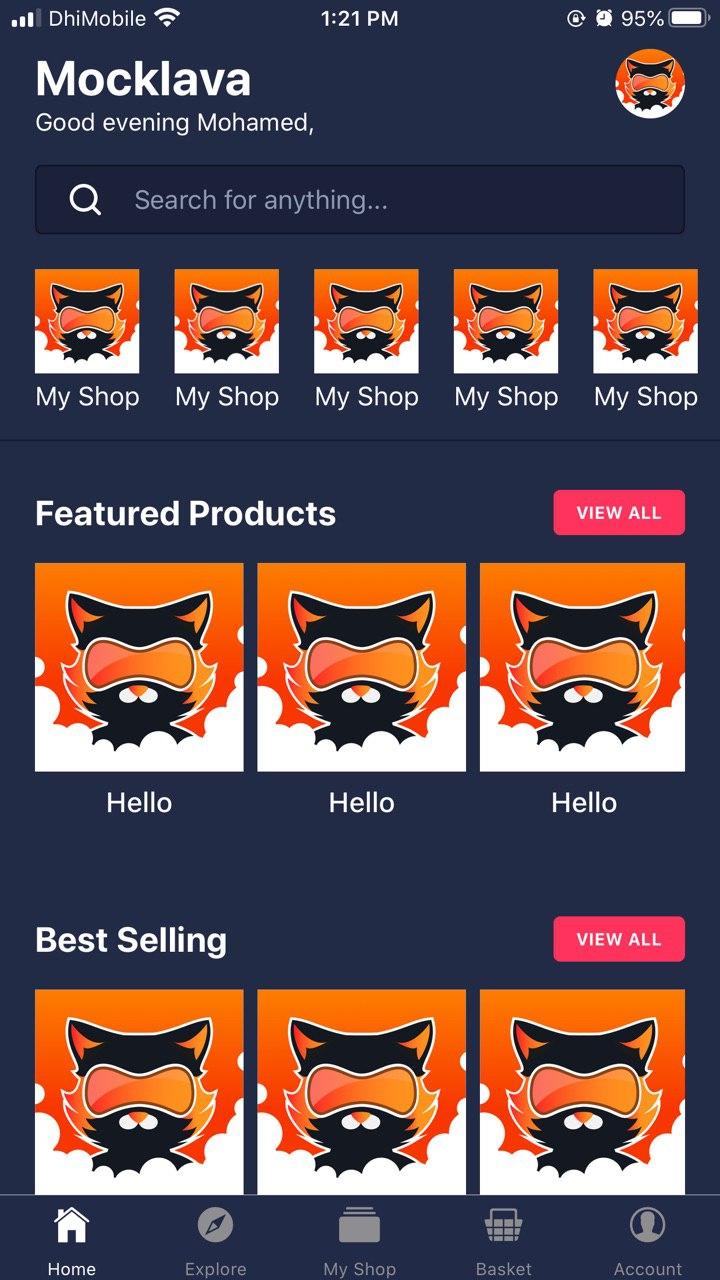 DhiMobile 1:21 PM 95%
Mocklava
Good evening Mohamed,
Search for anything...
My Shop My Shop My Shop My Shop My Shop
Featured Products VIEW ALL
Hello Hello Hello
Best Selling VIEW ALL
Home Explore My Shop Basket Account